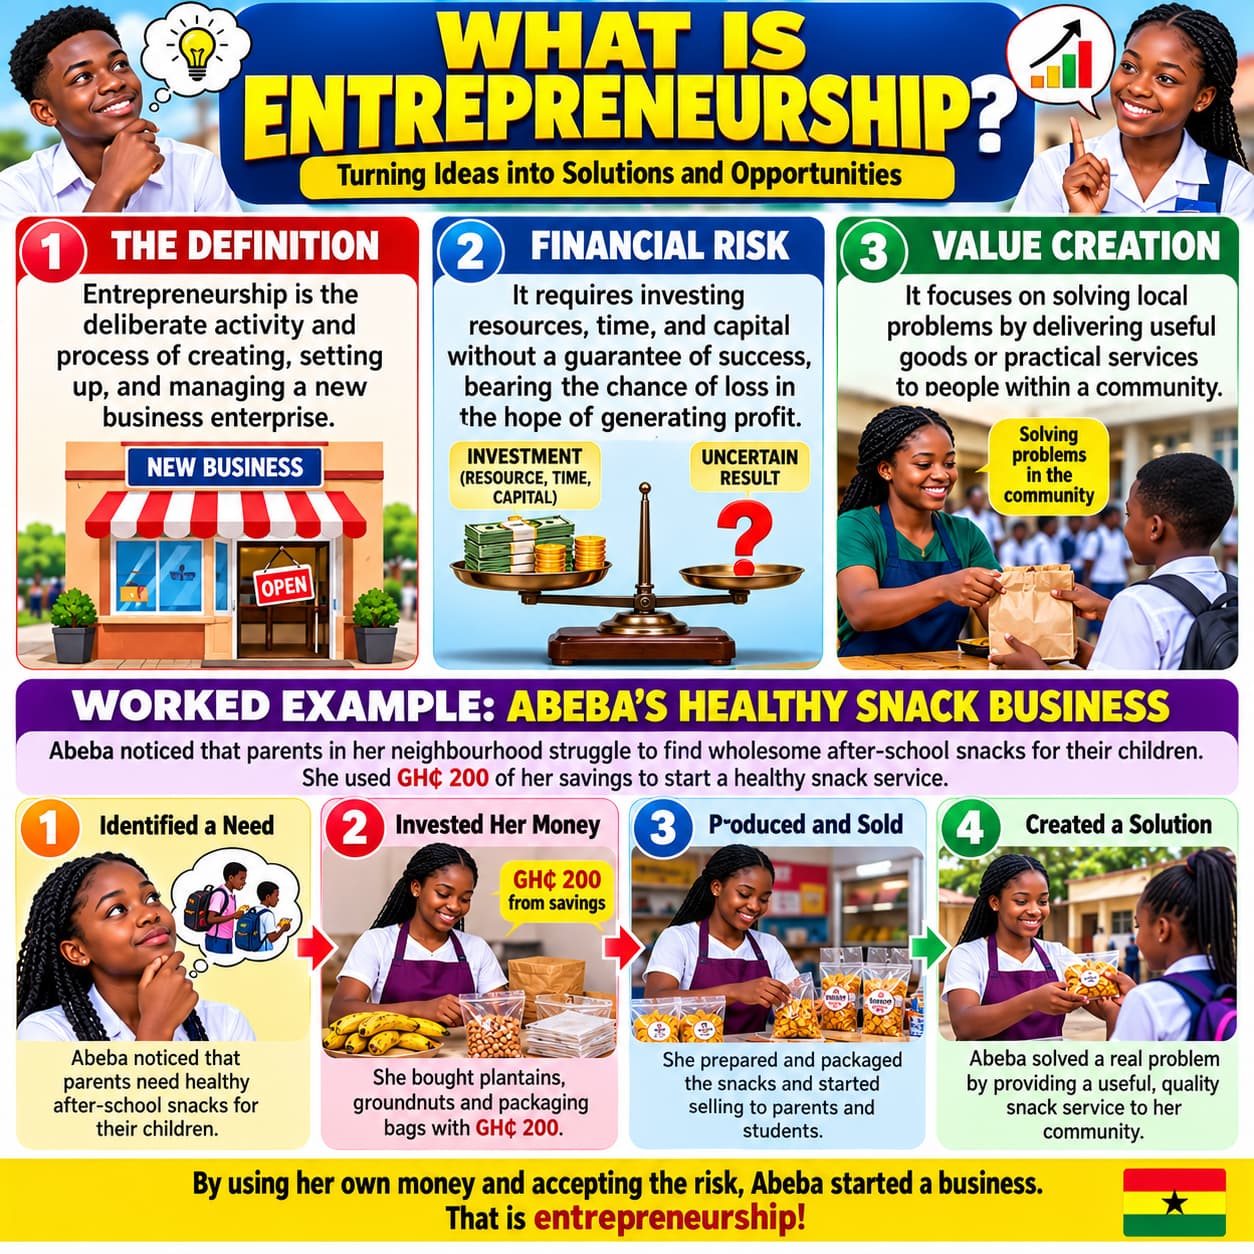 WHAT IS
ENTREPRENEURSHIP?
Turning Ideas into Solutions and Opportunities
1 THE DEFINITION
Entrepreneurship is the
deliberate activity and
process of creating, setting
up, and managing a new
business enterprise.
NEW BUSINESS
OPEN
2 FINANCIAL RISK
It requires investing
resources, time, and capital
without a guarantee of success,
bearing the chance of loss in
the hope of generating profit.
INVESTMENT
(RESOURCE, TIME,
CAPITAL)
UNCERTAIN
RESULT
?
3 VALUE CREATION
It focuses on solving local
problems by delivering useful
goods or practical services
to people within a community.
Solving
problems
in the
community
WORKED EXAMPLE: ABEBA'S HEALTHY SNACK BUSINESS
Abeba noticed that parents in her neighbourhood struggle to find wholesome after-school snacks for their children.
She used GH₵ 200 of her savings to start a healthy snack service.
1 Identified a Need
Abeba noticed that
parents need healthy
after-school snacks for
their children.
2 Invested Her Money
GH₵ 200
from savings
She bought plantains,
groundnuts and packaging
bags with GH₵ 200.
3 Produced and Sold
She prepared and packaged
the snacks and started
selling to parents and
students.
4 Created a Solution
Abeba solved a real problem
by providing a useful, quality
snack service to her
community.
By using her own money and accepting the risk, Abeba started a business.
That is entrepreneurship!